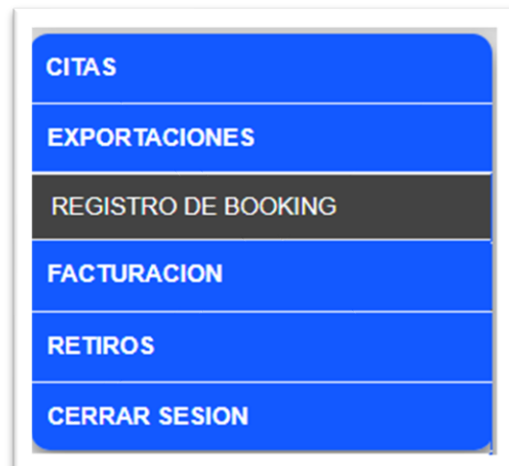 CITAS
EXPORTACIONES
REGISTRO DE BOOKING
FACTURACION
RETIROS
CERRAR SESION